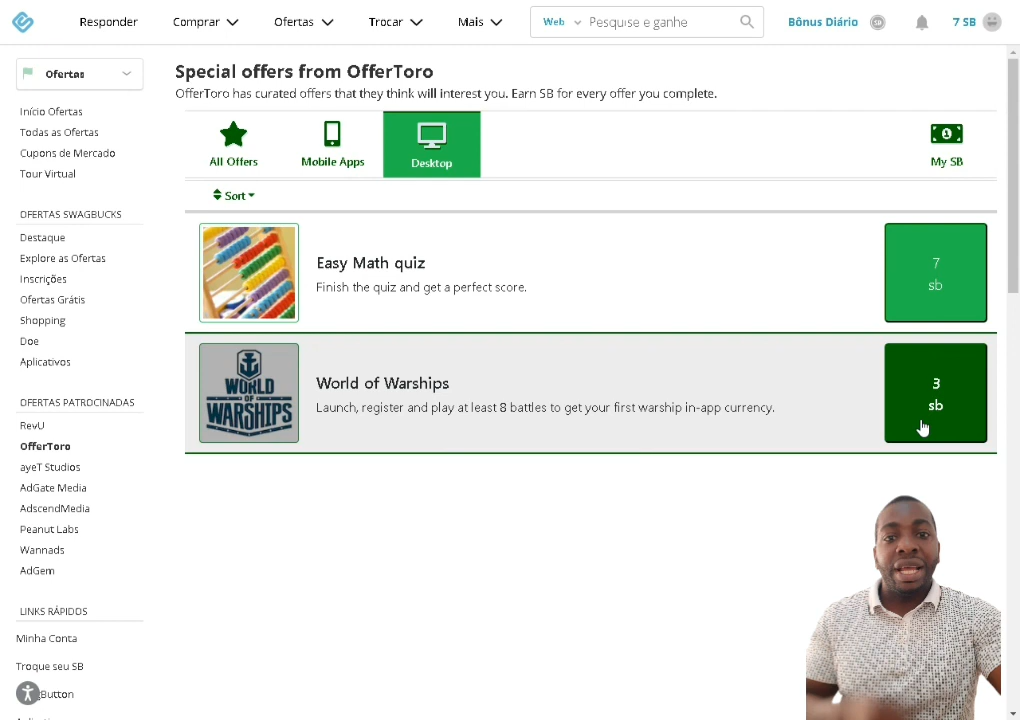 Responder
Comprar
Ofertas
Trocar
Mais
Web
Pesquise e ganhe
Bônus Diário
SB
7 SB
Ofertas
Início Ofertas
Todas as Ofertas
Cupons de Mercado
Tour Virtual
OFERTAS SWAGBUCKS
Destaque
Explore as Ofertas
Inscrições
Ofertas Grátis
Shopping
Doe
Aplicativos
OFERTAS PATROCINADAS
RevU
OfferToro
ayeT Studios
AdGate Media
AdscendMedia
Peanut Labs
Wannads
AdGem
LINKS RÁPIDOS
Minha Conta
Troque seu SB
Button
Special offers from OfferToro
OfferToro has curated offers that they think will interest you. Earn SB for every offer you complete.
All Offers
Mobile Apps
Desktop
My SB
Sort
Easy Math quiz
Finish the quiz and get a perfect score.
7
sb
WORLD
OF
WARSHIPS
World of Warships
Launch, register and play at least 8 battles to get your first warship in-app currency.
3
sb